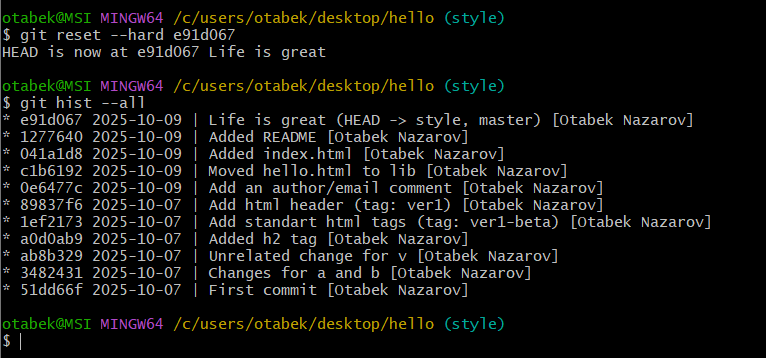 otabek@MSI MINGW64 /c/users/otabek/desktop/hello (style)
$ git reset --hard e91d067
HEAD is now at e91d067 Life is great
otabek@MSI MINGW64 /c/users/otabek/desktop/hello (style)
$ git hist --all
* e91d067 2025-10-09 | Life is great (HEAD -> style, master) [Otabek Nazarov]
* 1277640 2025-10-09 | Added README [Otabek Nazarov]
* 041a1d8 2025-10-09 | Added index.html [Otabek Nazarov]
* c1b6192 2025-10-09 | Moved hello.html to lib [Otabek Nazarov]
* 0e6477c 2025-10-09 | Add an author/email comment [Otabek Nazarov]
* 89837f6 2025-10-07 | Add html header (tag: ver1) [Otabek Nazarov]
* 1ef2173 2025-10-07 | Add standart html tags (tag: ver1-beta) [Otabek Nazarov]
* a0d0ab9 2025-10-07 | Added h2 tag [Otabek Nazarov]
* ab8b329 2025-10-07 | Unrelated change for v [Otabek Nazarov]
* 3482431 2025-10-07 | Changes for a and b [Otabek Nazarov]
* 51dd66f 2025-10-07 | First commit [Otabek Nazarov]
otabek@MSI MINGW64 /c/users/otabek/desktop/hello (style)
$